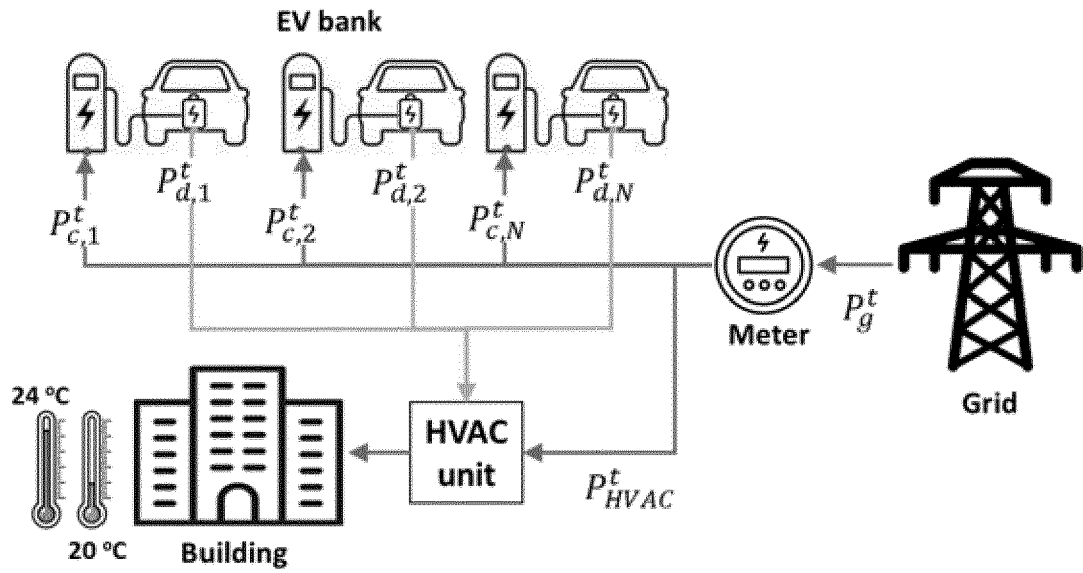 EV bank
P^t_{d,1}
P^t_{d,2}
P^t_{d,N}
P^t_{c,1}
P^t_{c,2}
P^t_{c,N}
P^t_g
Meter
Grid
24 °C
HVAC
unit
P^t_{HVAC}
20 °C
Building